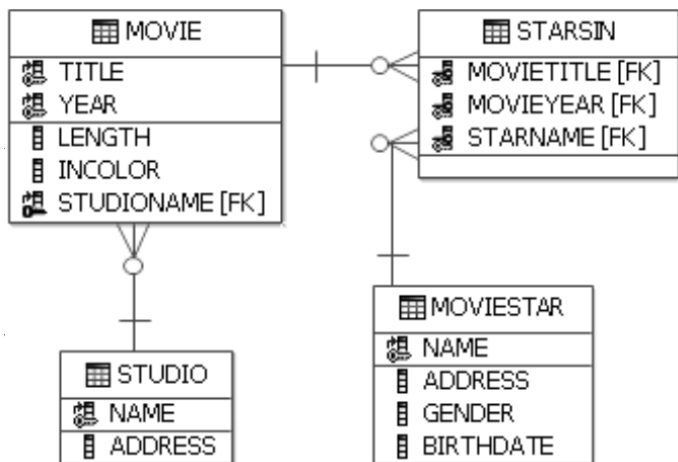 MOVIE
TITLE
YEAR
LENGTH
INCOLOR
STUDIONAME [FK]
STARSIN
MOVIETITLE [FK]
MOVIEYEAR [FK]
STARNAME [FK]
STUDIO
NAME
ADDRESS
MOVIESTAR
NAME
ADDRESS
GENDER
BIRTHDATE